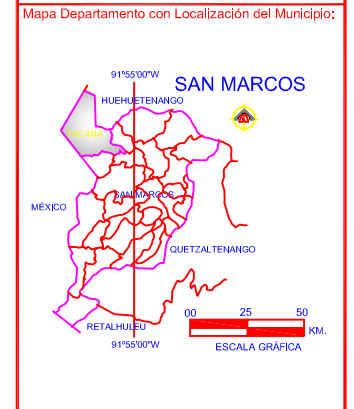 Mapa Departamento con Localización del Municipio:
91°55'00"W
SAN MARCOS
HUEHUETENANGO
TACANÁ
SAN MARCOS
MÉXICO
QUETZALTENANGO
00 25 50
KM.
RETALHULEU
91°55'00"W
ESCALA GRÁFICA